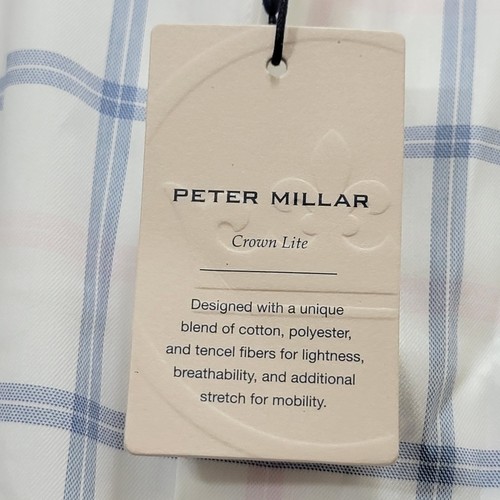 PETER MILLAR
Crown Lite
Designed with a unique
blend of cotton, polyester,
and tencel fibers for lightness,
breathability, and additional
stretch for mobility.